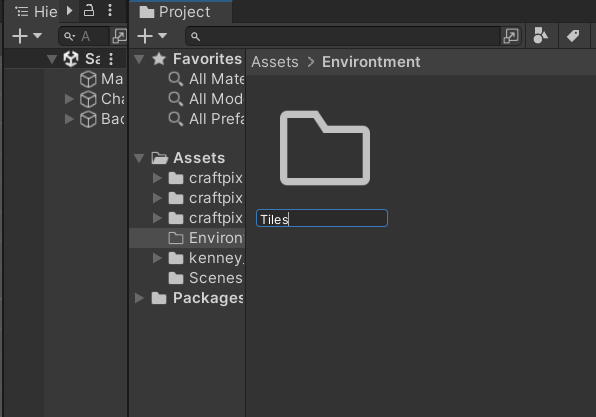 Hie
Project
A
Sa
Ma
Cha
Bac
Favorites
All Mate
All Mod
All Prefa
Assets
craftpix
craftpix
craftpix
Environ
kenney_
Scenes
Packages
Assets > Environtment
Tiles